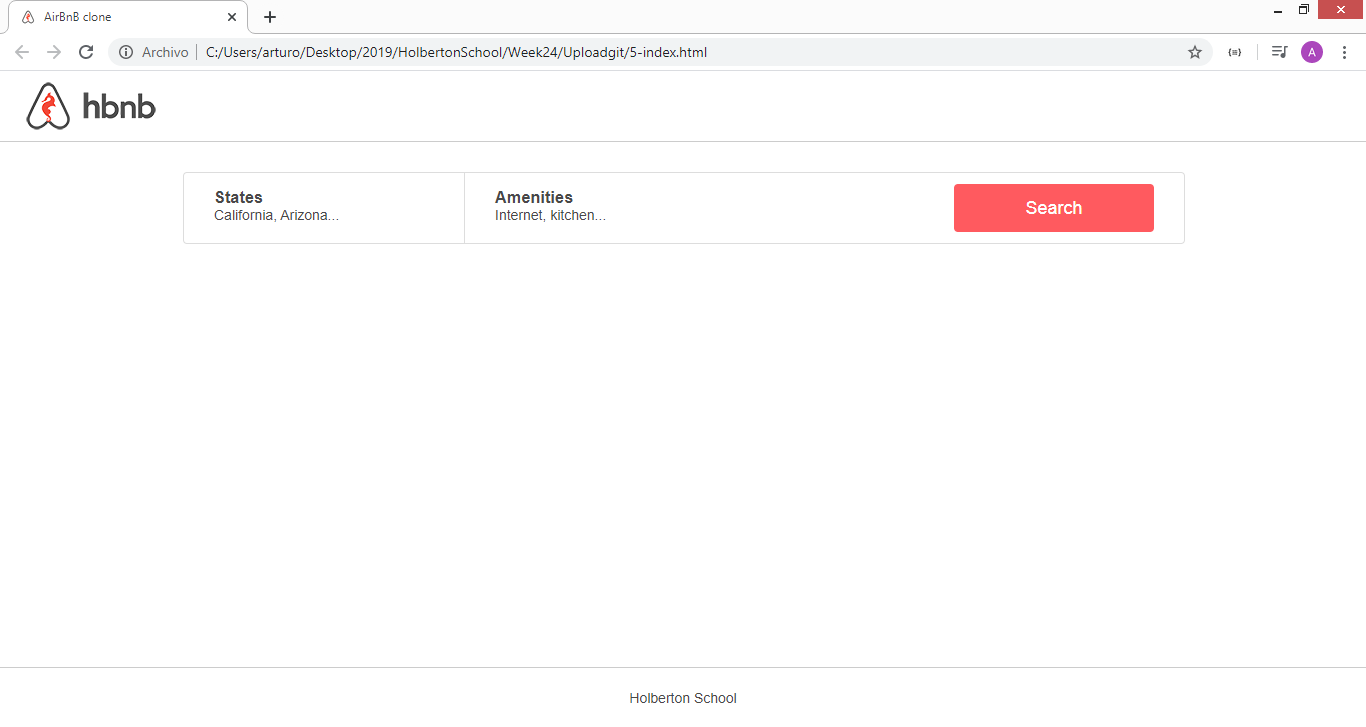 AirBnB clone
Archivo C:/Users/arturo/Desktop/2019/HolbertonSchool/Week24/Uploadgit/5-index.html
A
hbnb
States
California, Arizona...
Amenities
Internet, kitchen...
Search
Holberton School